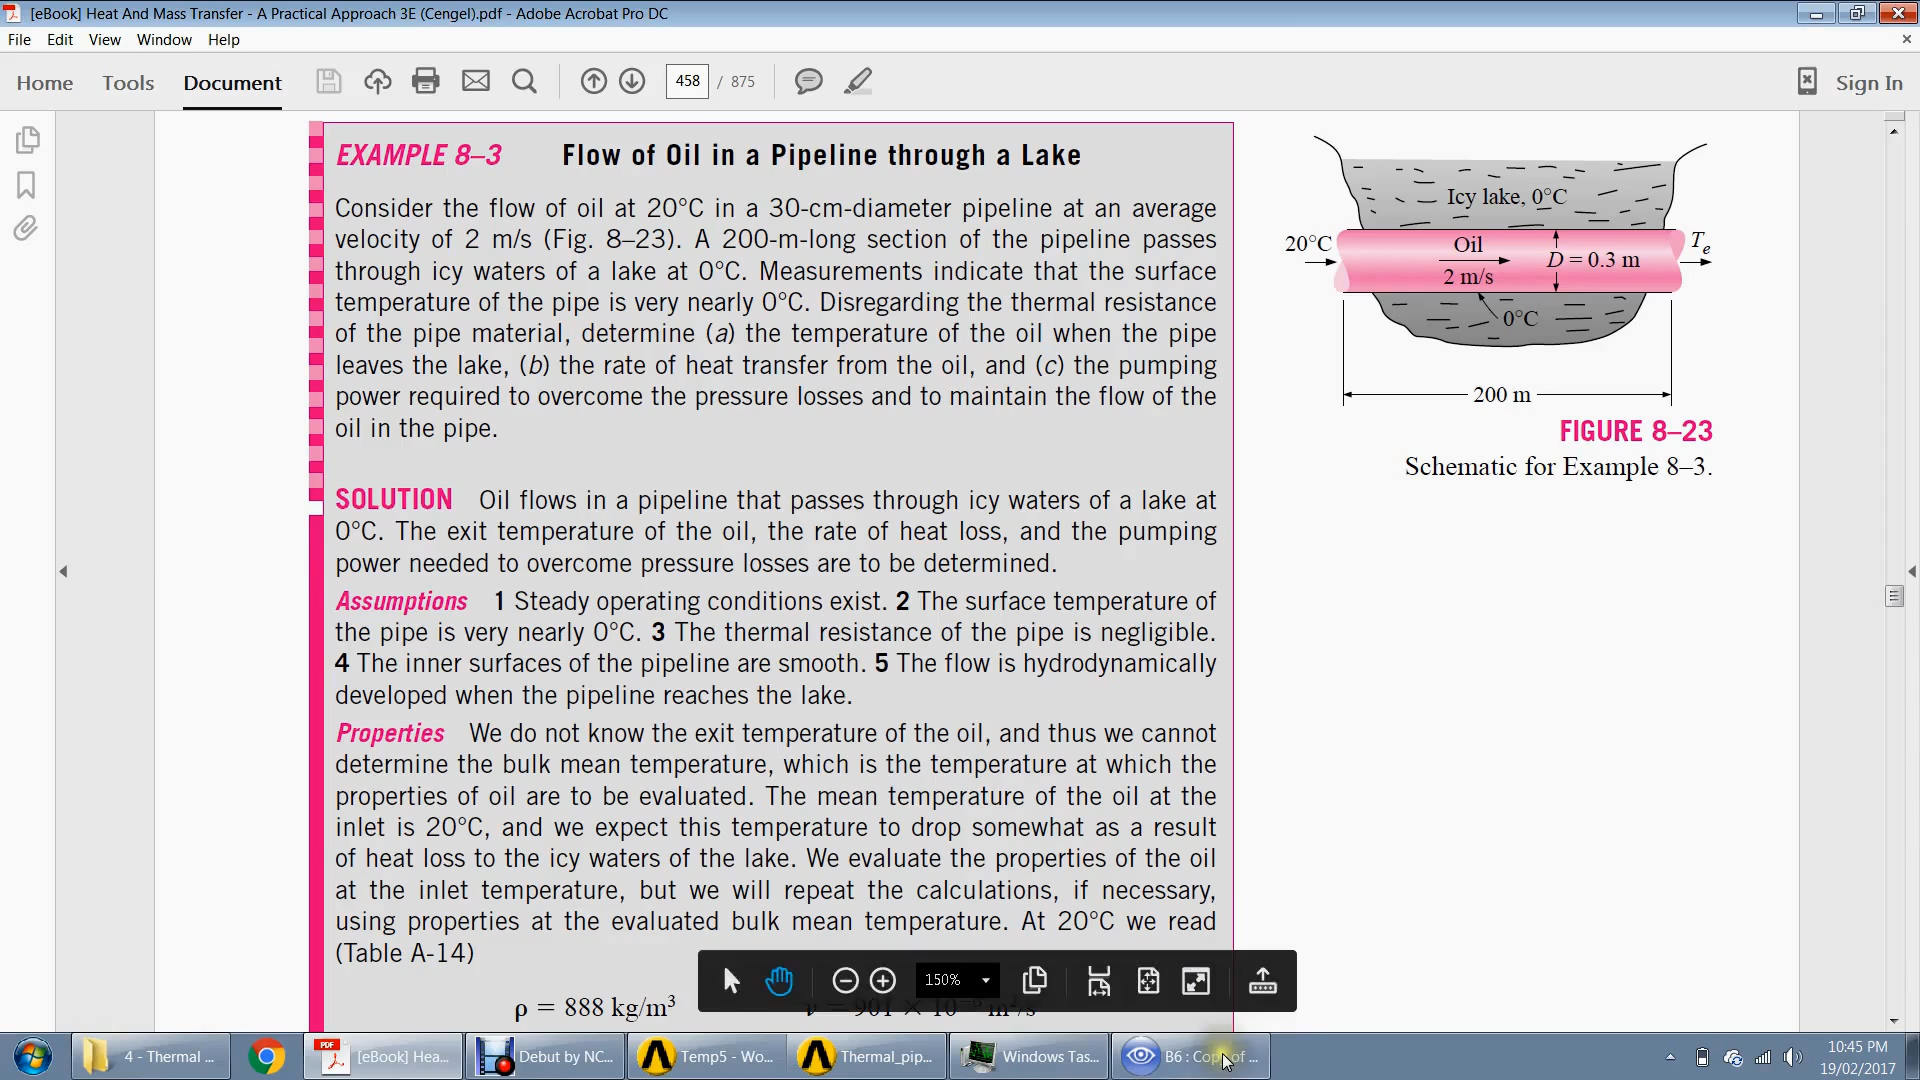 [eBook] Heat And Mass Transfer - A Practical Approach 3E (Cengel).pdf - Adobe Acrobat Pro DC
File Edit View Window Help
Home Tools Document 458 / 875 Sign In
EXAMPLE 8–3 Flow of Oil in a Pipeline through a Lake
Consider the flow of oil at 20°C in a 30-cm-diameter pipeline at an average
velocity of 2 m/s (Fig. 8–23). A 200-m-long section of the pipeline passes
through icy waters of a lake at 0°C. Measurements indicate that the surface
temperature of the pipe is very nearly 0°C. Disregarding the thermal resistance
of the pipe material, determine (a) the temperature of the oil when the pipe
leaves the lake, (b) the rate of heat transfer from the oil, and (c) the pumping
power required to overcome the pressure losses and to maintain the flow of the
oil in the pipe.
SOLUTION Oil flows in a pipeline that passes through icy waters of a lake at
0°C. The exit temperature of the oil, the rate of heat loss, and the pumping
power needed to overcome pressure losses are to be determined.
Assumptions 1 Steady operating conditions exist. 2 The surface temperature of
the pipe is very nearly 0°C. 3 The thermal resistance of the pipe is negligible.
4 The inner surfaces of the pipeline are smooth. 5 The flow is hydrodynamically
developed when the pipeline reaches the lake.
Properties We do not know the exit temperature of the oil, and thus we cannot
determine the bulk mean temperature, which is the temperature at which the
properties of oil are to be evaluated. The mean temperature of the oil at the
inlet is 20°C, and we expect this temperature to drop somewhat as a result
of heat loss to the icy waters of the lake. We evaluate the properties of the oil
at the inlet temperature, but we will repeat the calculations, if necessary,
using properties at the evaluated bulk mean temperature. At 20°C we read
(Table A-14)
ρ = 888 kg/m³
Icy lake, 0°C
20°C
Oil
2 m/s
D = 0.3 m
Te
0°C
200 m
FIGURE 8–23
Schematic for Example 8–3.
150%
4 - Thermal ...
PDF
[eBook] Hea...
Debut by NC...
Temp5 - Wo...
Thermal_pip...
Windows Tas...
B6 : Cop of ...
10:45 PM
19/02/2017